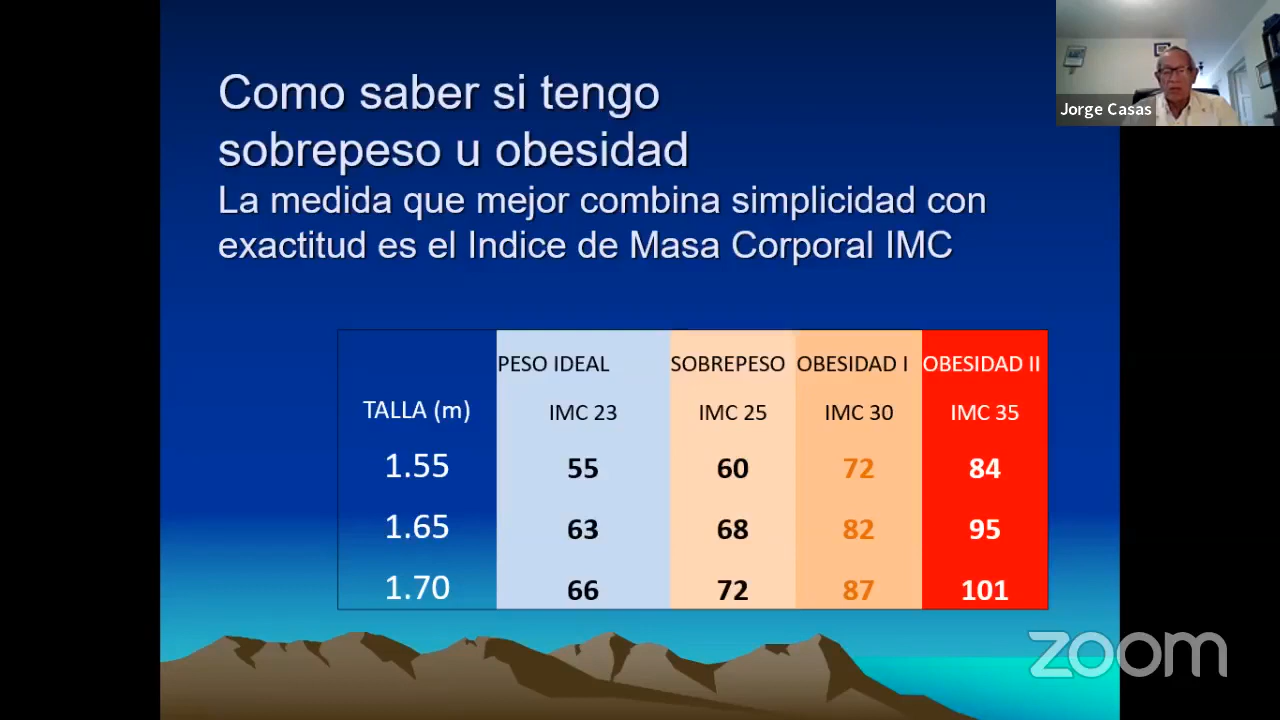 Como saber si tengo
sobrepeso u obesidad
La medida que mejor combina simplicidad con
exactitud es el Indice de Masa Corporal IMC
Jorge Casas
PESO IDEAL SOBREPESO OBESIDAD I OBESIDAD II
TALLA (m) IMC 23 IMC 25 IMC 30 IMC 35
1.55 55 60 72 84
1.65 63 68 82 95
1.70 66 72 87 101
zoom